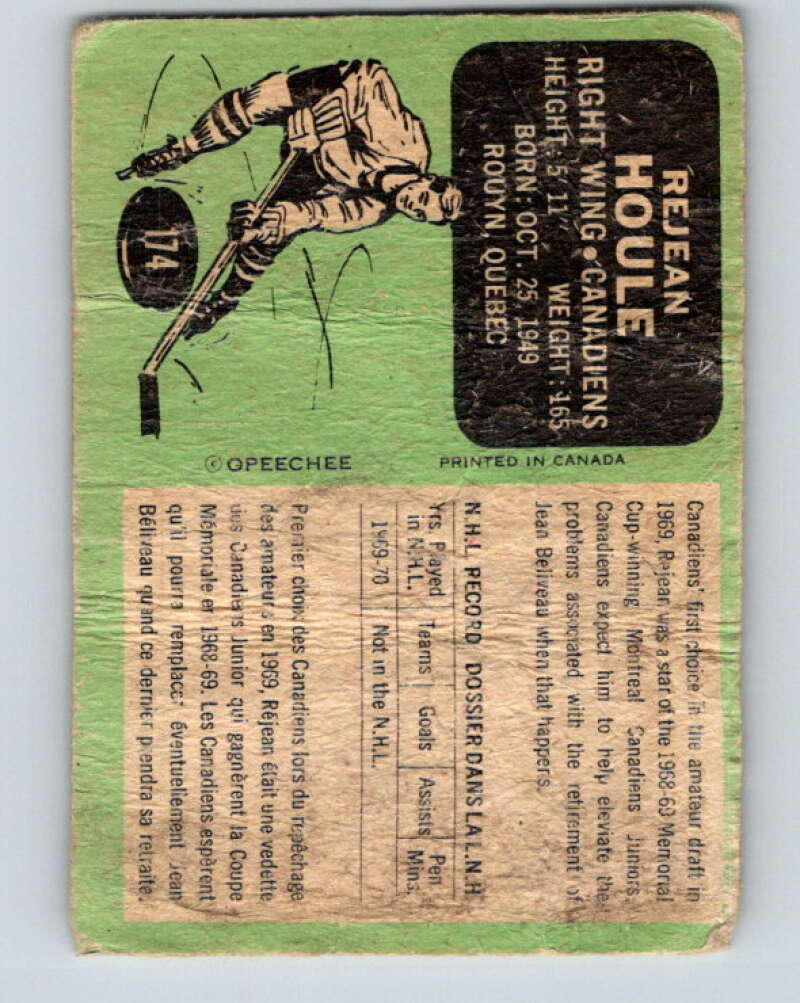 174
REJEAN
HOULE
RIGHT WING • CANADIENS
HEIGHT: 5'11" WEIGHT: 165
BORN: OCT. 25, 1949
ROUYN, QUEBEC
© OPEECHEE
PRINTED IN CANADA
Canadiens' first choice in the amateur draft in
1969, Rejean was a star of the 1968-69 Memorial
Cup-winning Montreal Canadiens Juniors.
Canadiens expect him to help eleviate the
problems associated with the retirement of
Jean Beliveau when that happens.
N.H.L. RECORD DOSSIER DANS LA L.N.H.
Yrs. Played Teams Goals Assists Pen
in N.H.L. Mins.
1969-70 Not in the N.H.L.
Premier choix des Canadiens lors du repêchage
des amateurs en 1969, Réjean était une vedette
des Canadiens Junior qui gagnèrent la Coupe
Mémoriale en 1968-69. Les Canadiens espèrent
qu'il pourra remplacer éventuellement Jean
Béliveau quand ce dernier prendra sa retraite.